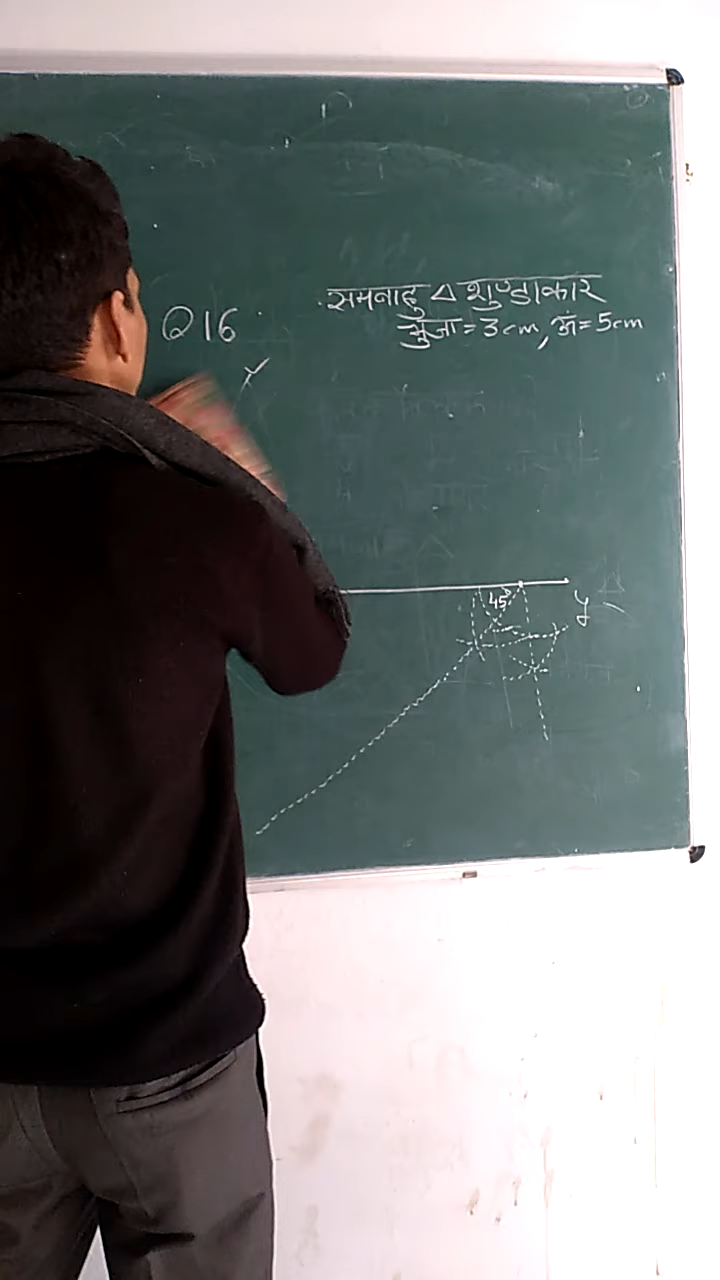 Q16
समबाहु Δ शुण्डाकार
भुजा = 3cm, अं = 5cm
45°
y